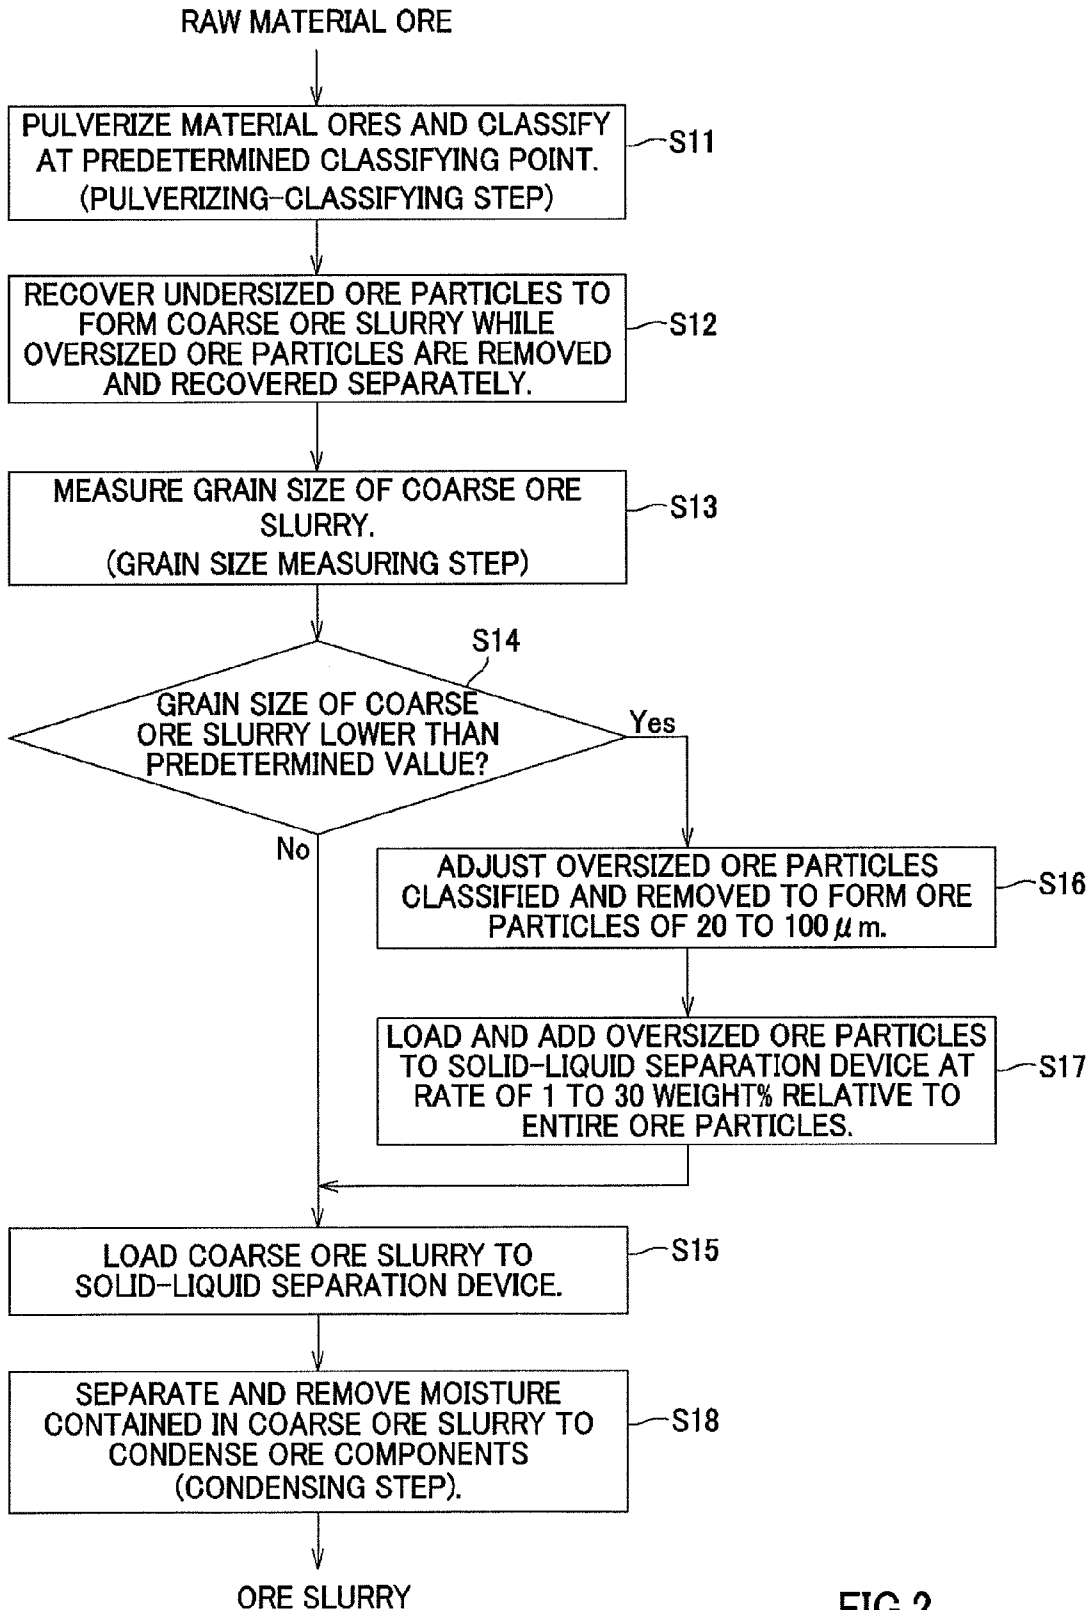 RAW MATERIAL ORE
PULVERIZE MATERIAL ORES AND CLASSIFY
AT PREDETERMINED CLASSIFYING POINT.
(PULVERIZING-CLASSIFYING STEP)
S11
RECOVER UNDERSIZED ORE PARTICLES TO
FORM COARSE ORE SLURRY WHILE
OVERSIZED ORE PARTICLES ARE REMOVED
AND RECOVERED SEPARATELY.
S12
MEASURE GRAIN SIZE OF COARSE ORE
SLURRY.
(GRAIN SIZE MEASURING STEP)
S13
S14
GRAIN SIZE OF COARSE
ORE SLURRY LOWER THAN
PREDETERMINED VALUE?
Yes
No
ADJUST OVERSIZED ORE PARTICLES
CLASSIFIED AND REMOVED TO FORM ORE
PARTICLES OF 20 TO 100 μm.
S16
LOAD AND ADD OVERSIZED ORE PARTICLES
TO SOLID-LIQUID SEPARATION DEVICE AT
RATE OF 1 TO 30 WEIGHT% RELATIVE TO
ENTIRE ORE PARTICLES.
S17
LOAD COARSE ORE SLURRY TO
SOLID-LIQUID SEPARATION DEVICE.
S15
SEPARATE AND REMOVE MOISTURE
CONTAINED IN COARSE ORE SLURRY TO
CONDENSE ORE COMPONENTS
(CONDENSING STEP).
S18
ORE SLURRY
FIG.2